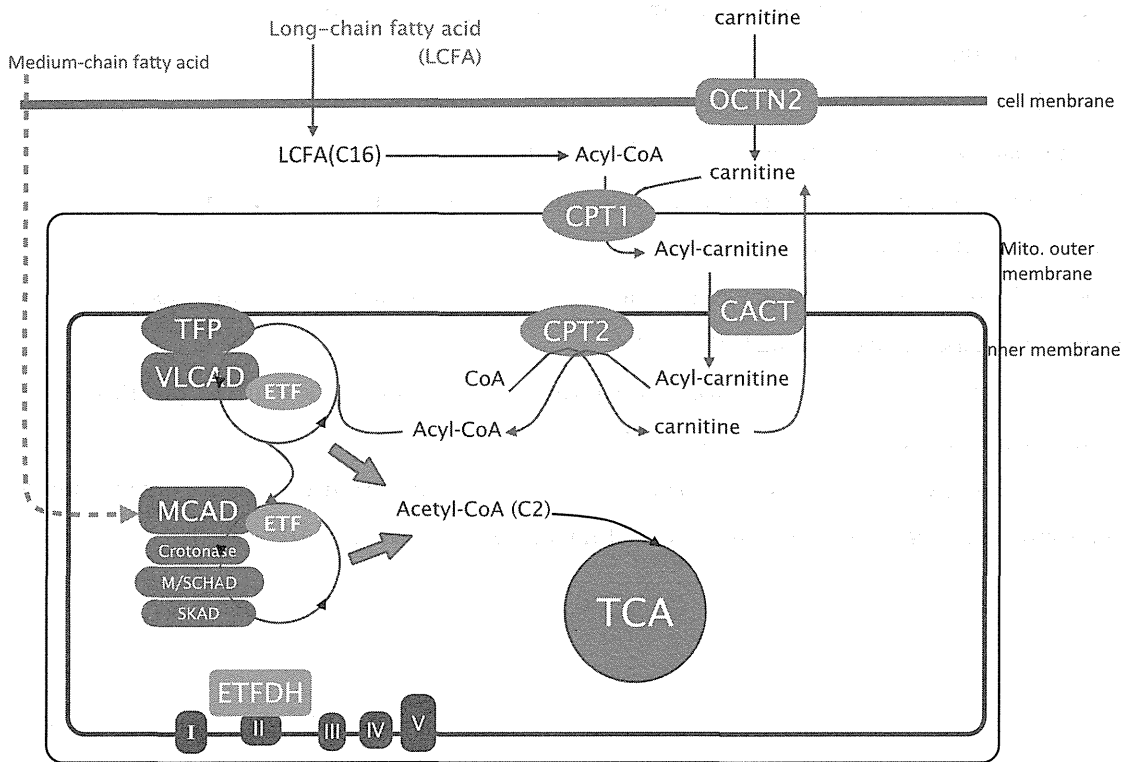 carnitine
Long-chain fatty acid
(LCFA)
Medium-chain fatty acid
OCTN2
cell menbrane
LCFA(C16)
Acyl-CoA
carnitine
CPT1
Acyl-carnitine
Mito. outer
membrane
TFP
CPT2
CACT
nner membrane
VLCAD
ETF
CoA
Acyl-carnitine
Acyl-CoA
carnitine
MCAD
ETF
Acetyl-CoA (C2)
Crotonase
M/SCHAD
SKAD
TCA
ETFDH
I
II
III
IV
V